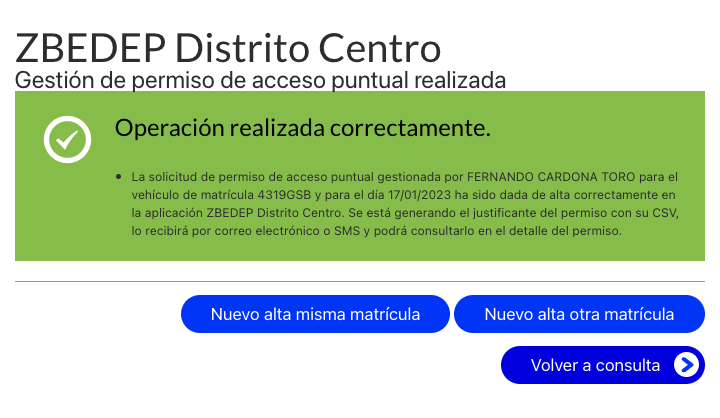 ZBEDEP Distrito Centro
Gestión de permiso de acceso puntual realizada
Operación realizada correctamente.
La solicitud de permiso de acceso puntual gestionada por FERNANDO CARDONA TORO para el
vehículo de matrícula 4319GSB y para el día 17/01/2023 ha sido dada de alta correctamente en
la aplicación ZBEDEP Distrito Centro. Se está generando el justificante del permiso con su CSV,
lo recibirá por correo electrónico o SMS y podrá consultarlo en el detalle del permiso.
Nuevo alta misma matrícula
Nuevo alta otra matrícula
Volver a consulta